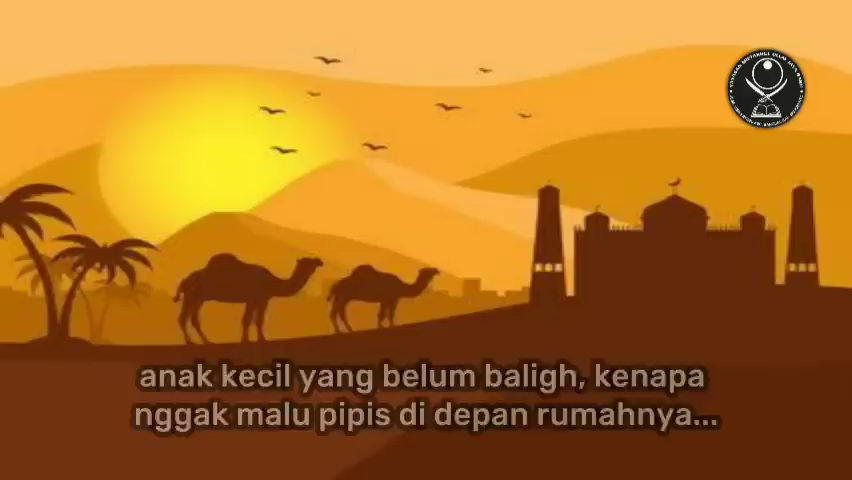 anak kecil yang belum baligh, kenapa
nggak malu pipis di depan rumahnya...